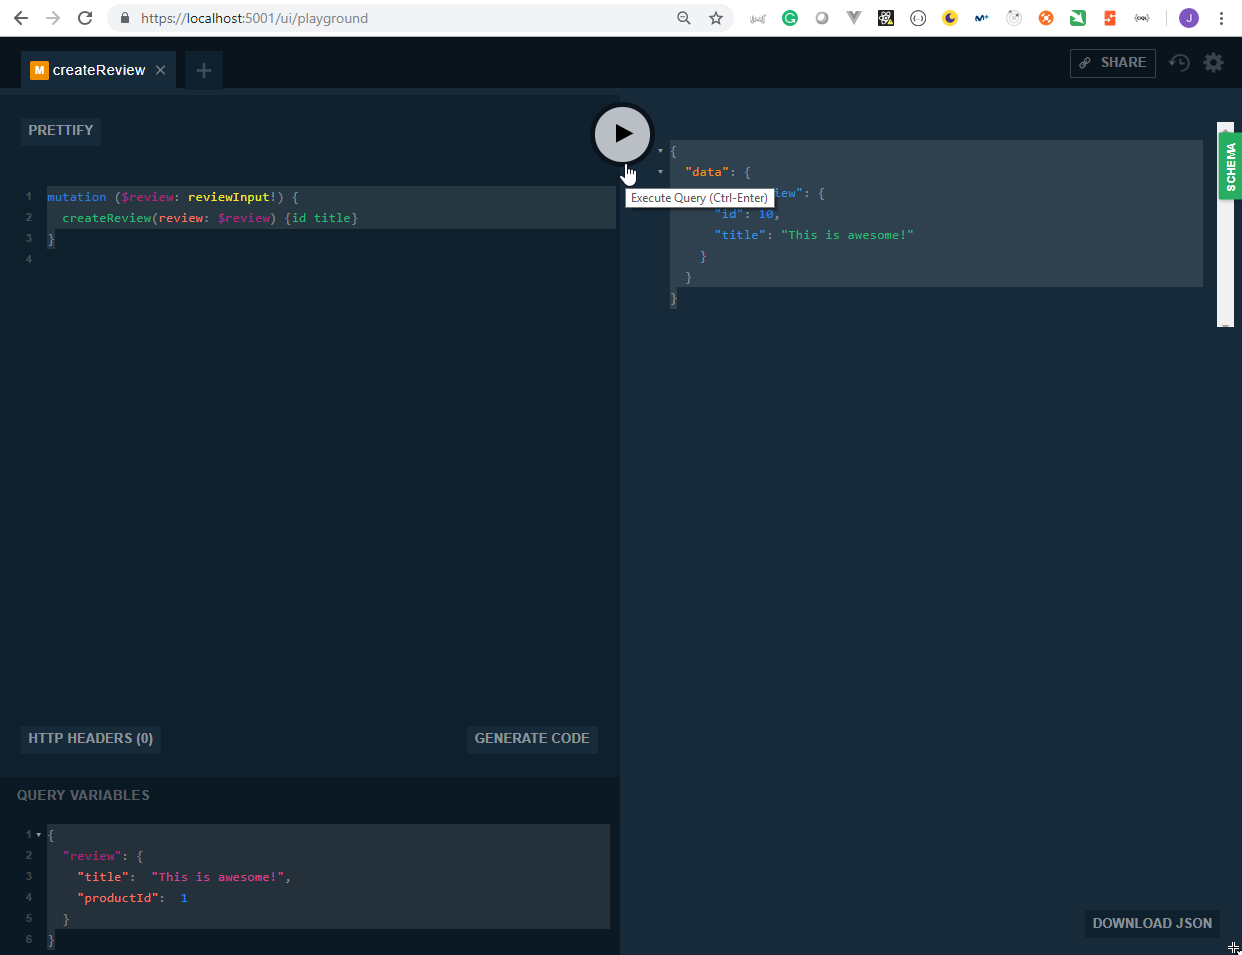 https://localhost:5001/ui/playground
J
M createReview
SHARE
PRETTIFY
1 mutation ($review: reviewInput!) {
2 createReview(review: $review) {id title}
3 }
4
Execute Query (Ctrl-Enter)
{
"data": {
iew": {
"id": 10,
"title": "This is awesome!"
}
}
}
SCHEMA
HTTP HEADERS (0)
GENERATE CODE
QUERY VARIABLES
1 {
2 "review": {
3 "title": "This is awesome!",
4 "productId": 1
5 }
6 }
DOWNLOAD JSON